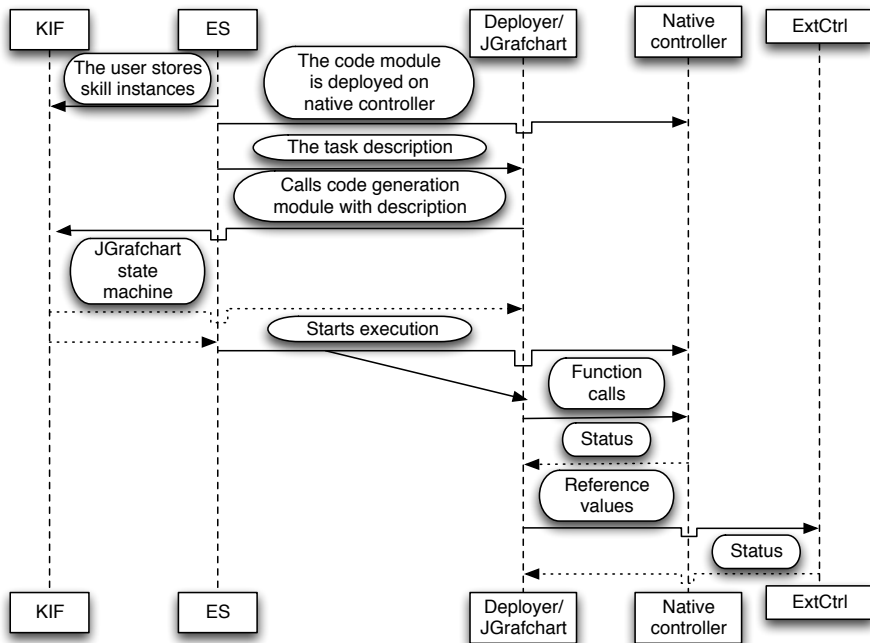 KIF
ES
Deployer/
JGrafchart
Native
controller
ExtCtrl
The user stores
skill instances
The code module
is deployed on
native controller
The task description
Calls code generation
module with description
JGrafchart
state
machine
Starts execution
Function
calls
Status
Reference
values
Status
KIF
ES
Deployer/
JGrafchart
Native
controller
ExtCtrl